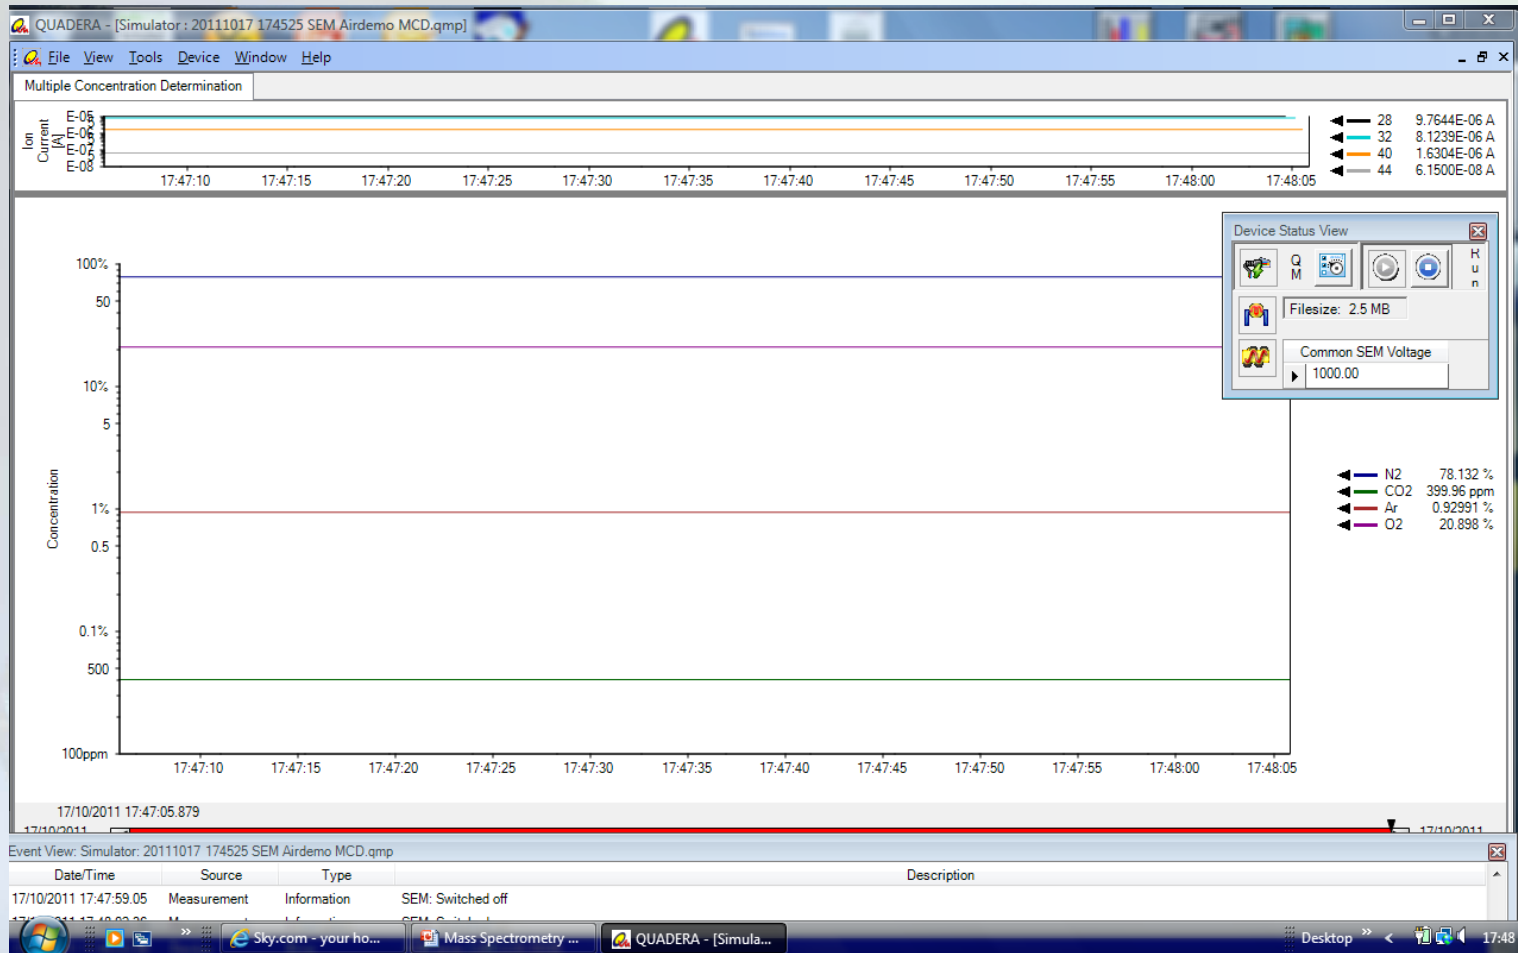 QUADERA - [Simulator : 20111017 174525 SEM Airdemo MCD.qmp]
File View Tools Device Window Help
Multiple Concentration Determination
Ion Current [A]
E-05
E-06
E-07
E-08
28 9.7644E-06 A
32 8.1239E-06 A
40 1.6304E-06 A
44 6.1500E-08 A
17:47:10 17:47:15 17:47:20 17:47:25 17:47:30 17:47:35 17:47:40 17:47:45 17:47:50 17:47:55 17:48:00 17:48:05
Device Status View
QM
Run
Filesize: 2.5 MB
Common SEM Voltage
1000.00
Concentration
100%
50
10%
5
1%
0.5
0.1%
500
100ppm
N2 78.132 %
CO2 399.96 ppm
Ar 0.92991 %
O2 20.898 %
17:47:10 17:47:15 17:47:20 17:47:25 17:47:30 17:47:35 17:47:40 17:47:45 17:47:50 17:47:55 17:48:00 17:48:05
17/10/2011 17:47:05.879
17/10/2011 17/10/2011
Event View: Simulator: 20111017 174525 SEM Airdemo MCD.qmp
Date/Time Source Type Description
17/10/2011 17:47:59.05 Measurement Information SEM: Switched off
Sky.com - your ho... Mass Spectrometry ... QUADERA - [Simula... Desktop 17:48